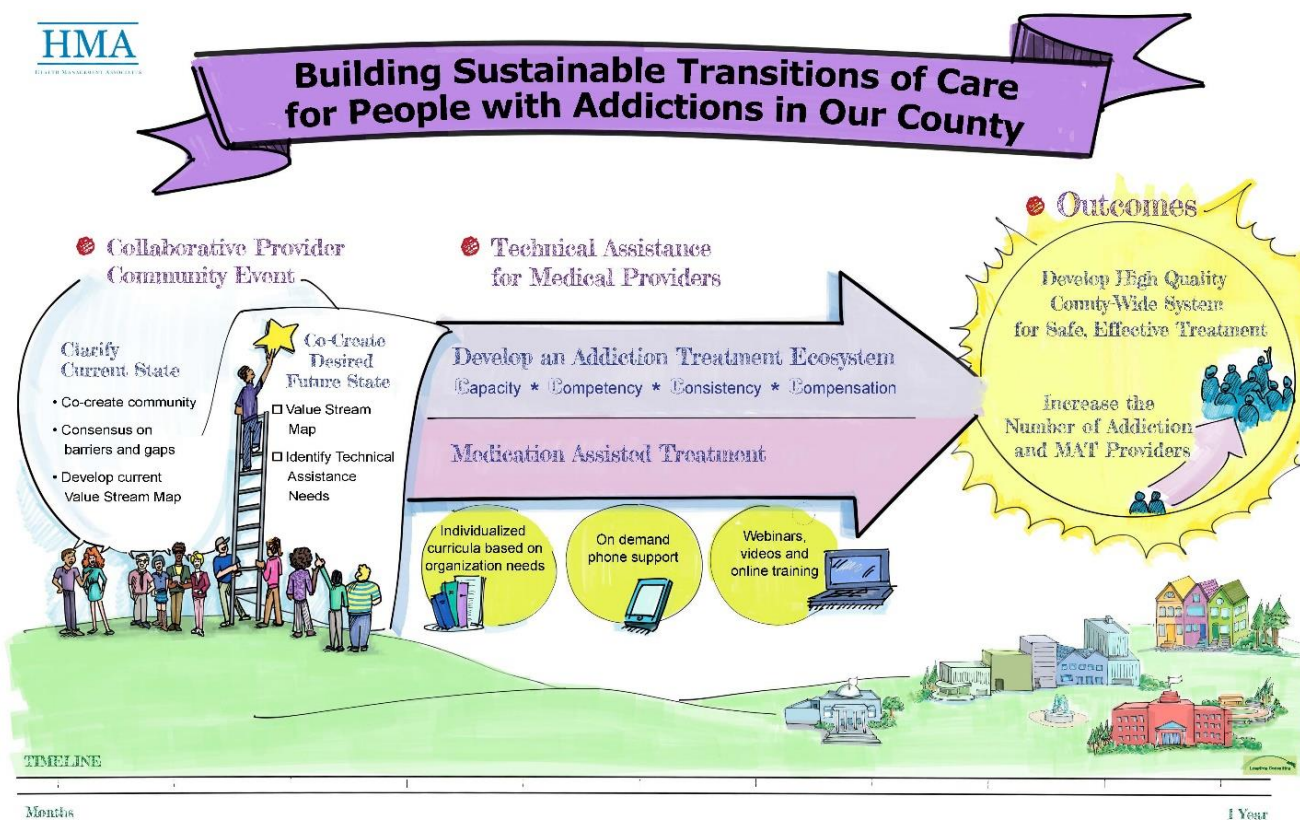 HMA
HEALTH MANAGEMENT ASSOCIATES
Building Sustainable Transitions of Care
for People with Addictions in Our County
Collaborative Provider
Community Event
Clarify
Current State
• Co-create community
• Consensus on
barriers and gaps
• Develop current
Value Stream Map
Co-Create
Desired
Future State
Value Stream
Map
Identify Technical
Assistance
Needs
Technical Assistance
for Medical Providers
Develop an Addiction Treatment Ecosystem
Capacity * Competency * Consistency * Compensation
Medication Assisted Treatment
Individualized
curricula based on
organization needs
On demand
phone support
Webinars,
videos and
online training
Outcomes
Develop High Quality
County-Wide System
for Safe, Effective Treatment
Increase the
Number of Addiction
and MAT Providers
TIMELINE
Months
1 Year